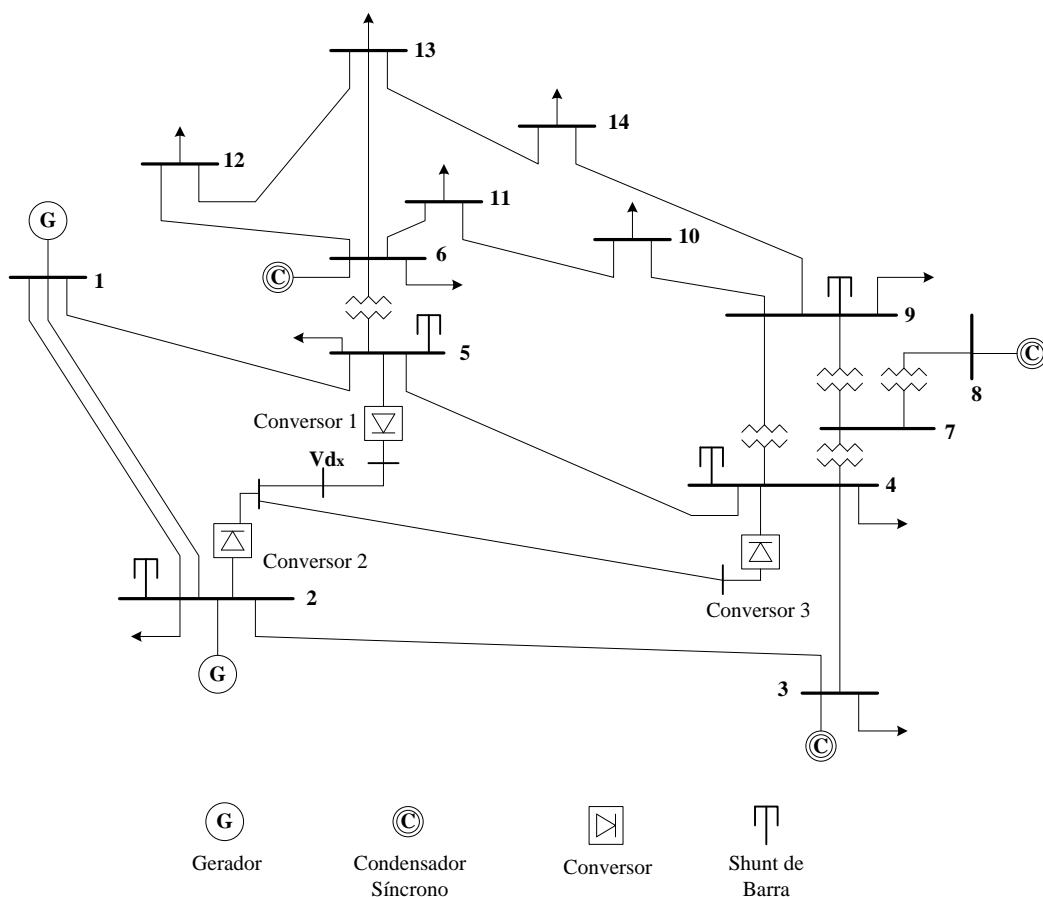 13
14
12
11
G
10
6
C
1
9
5
C
8
Conversor 1
7
Vdx
4
Conversor 2
2
Conversor 3
G
3
C
G
C
Gerador
Condensador
Síncrono
Conversor
Shunt de
Barra